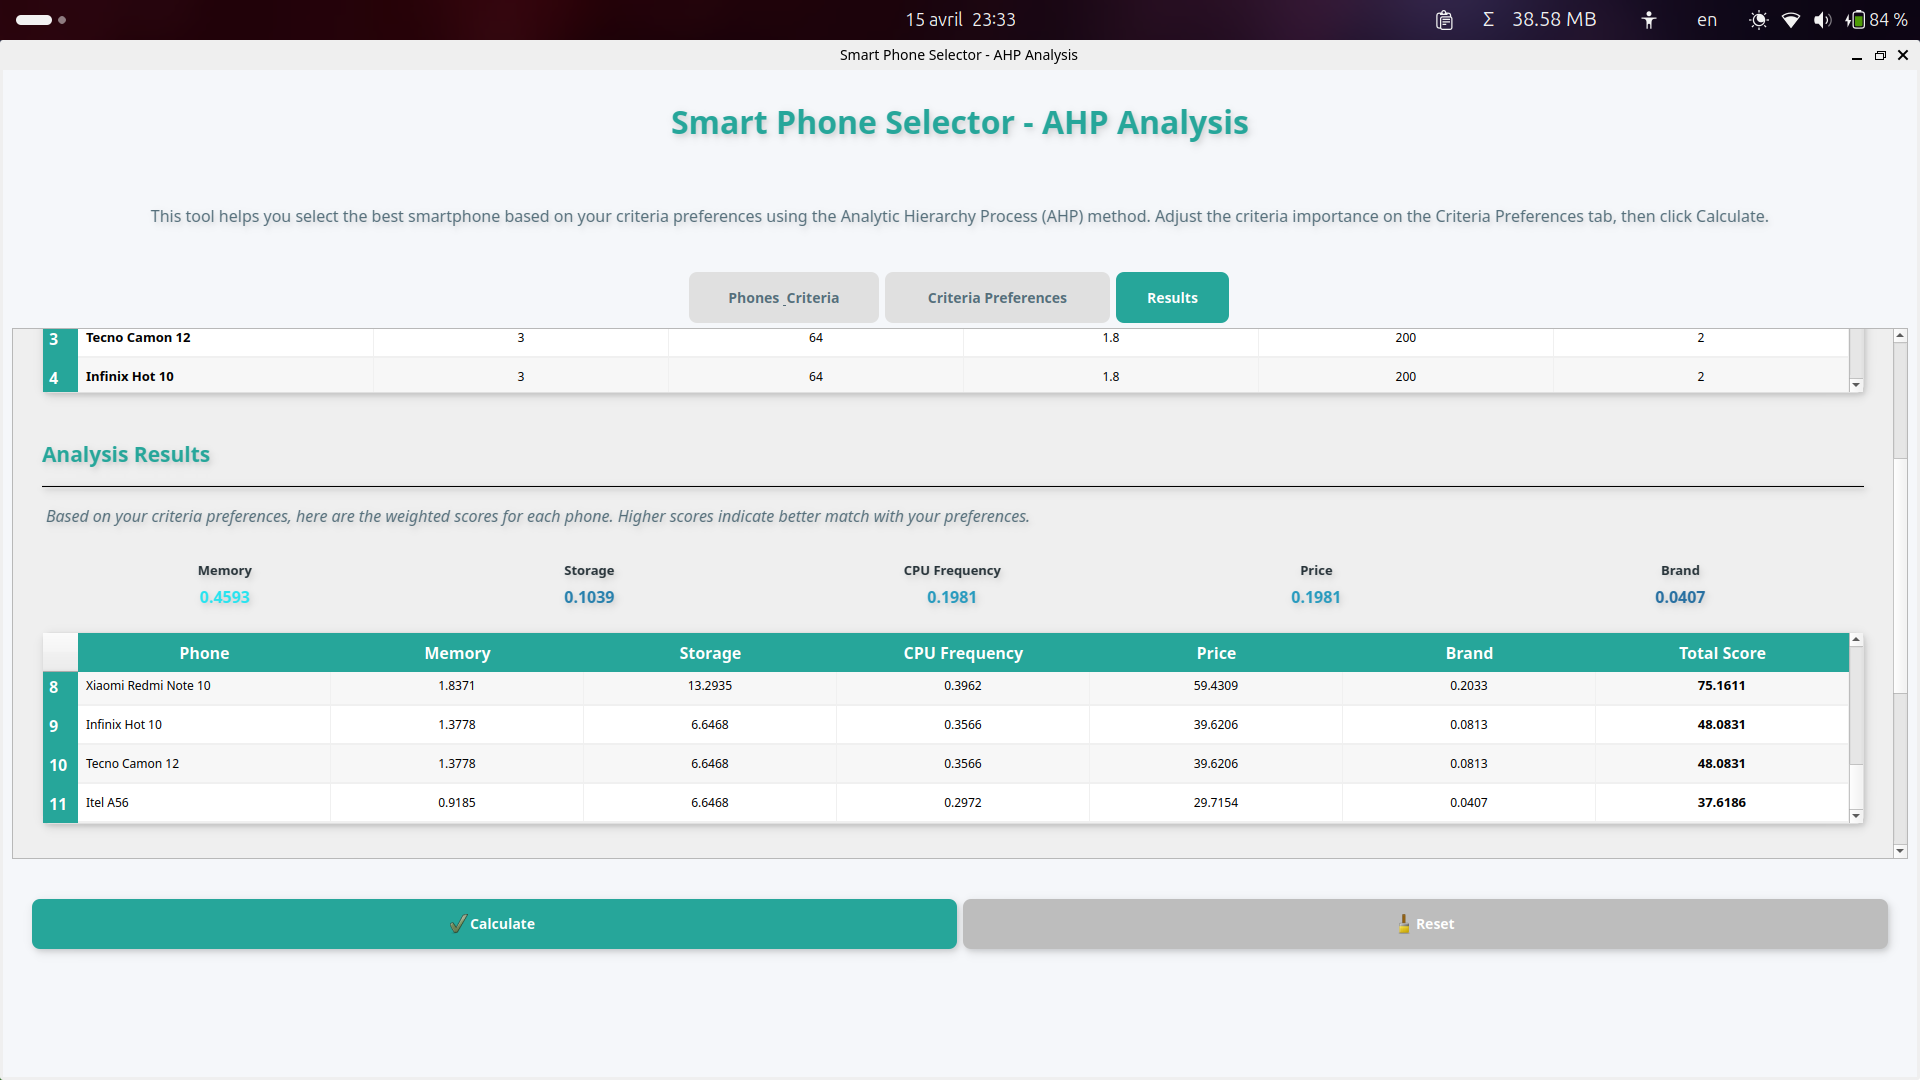 15 avril 23:33
Σ 38.58 MB en 84 %
Smart Phone Selector - AHP Analysis
Smart Phone Selector - AHP Analysis
This tool helps you select the best smartphone based on your criteria preferences using the Analytic Hierarchy Process (AHP) method. Adjust the criteria importance on the Criteria Preferences tab, then click Calculate.
Phones _Criteria Criteria Preferences Results
3 Tecno Camon 12 3 64 1.8 200 2
4 Infinix Hot 10 3 64 1.8 200 2
Analysis Results
Based on your criteria preferences, here are the weighted scores for each phone. Higher scores indicate better match with your preferences.
Memory Storage CPU Frequency Price Brand
0.4593 0.1039 0.1981 0.1981 0.0407
Phone Memory Storage CPU Frequency Price Brand Total Score
8 Xiaomi Redmi Note 10 1.8371 13.2935 0.3962 59.4309 0.2033 75.1611
9 Infinix Hot 10 1.3778 6.6468 0.3566 39.6206 0.0813 48.0831
10 Tecno Camon 12 1.3778 6.6468 0.3566 39.6206 0.0813 48.0831
11 Itel A56 0.9185 6.6468 0.2972 29.7154 0.0407 37.6186
Calculate Reset